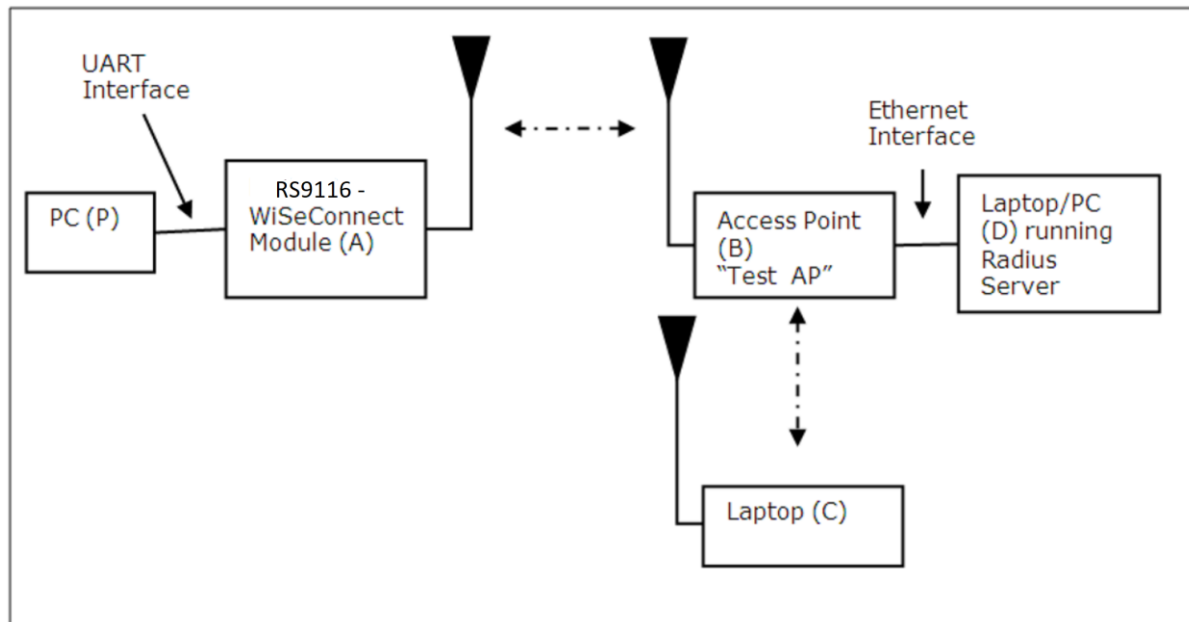 UART
Interface
PC (P)
RS9116 -
WiSeConnect
Module (A)
Access Point
(B)
“Test AP”
Ethernet
Interface
Laptop/PC
(D) running
Radius
Server
Laptop (C)